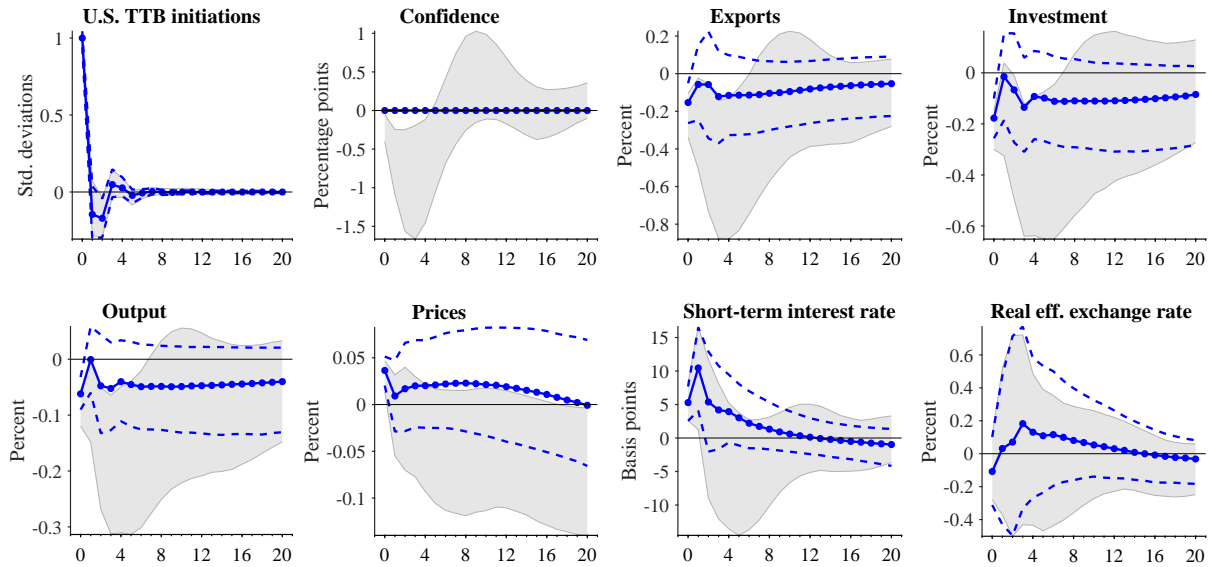 U.S. TTB initiations
Confidence
Exports
Investment
Std. deviations
1
0.5
0
0 4 8 12 16 20
Percentage points
1
0.5
0
-0.5
-1
-1.5
0 4 8 12 16 20
Percent
0.2
0
-0.2
-0.4
-0.6
-0.8
0 4 8 12 16 20
Percent
0
-0.2
-0.4
-0.6
0 4 8 12 16 20
Output
Prices
Short-term interest rate
Real eff. exchange rate
Percent
0
-0.1
-0.2
-0.3
0 4 8 12 16 20
Percent
0.05
0
-0.05
-0.1
0 4 8 12 16 20
Basis points
15
10
5
0
-5
-10
0 4 8 12 16 20
Percent
0.6
0.4
0.2
0
-0.2
-0.4
0 4 8 12 16 20